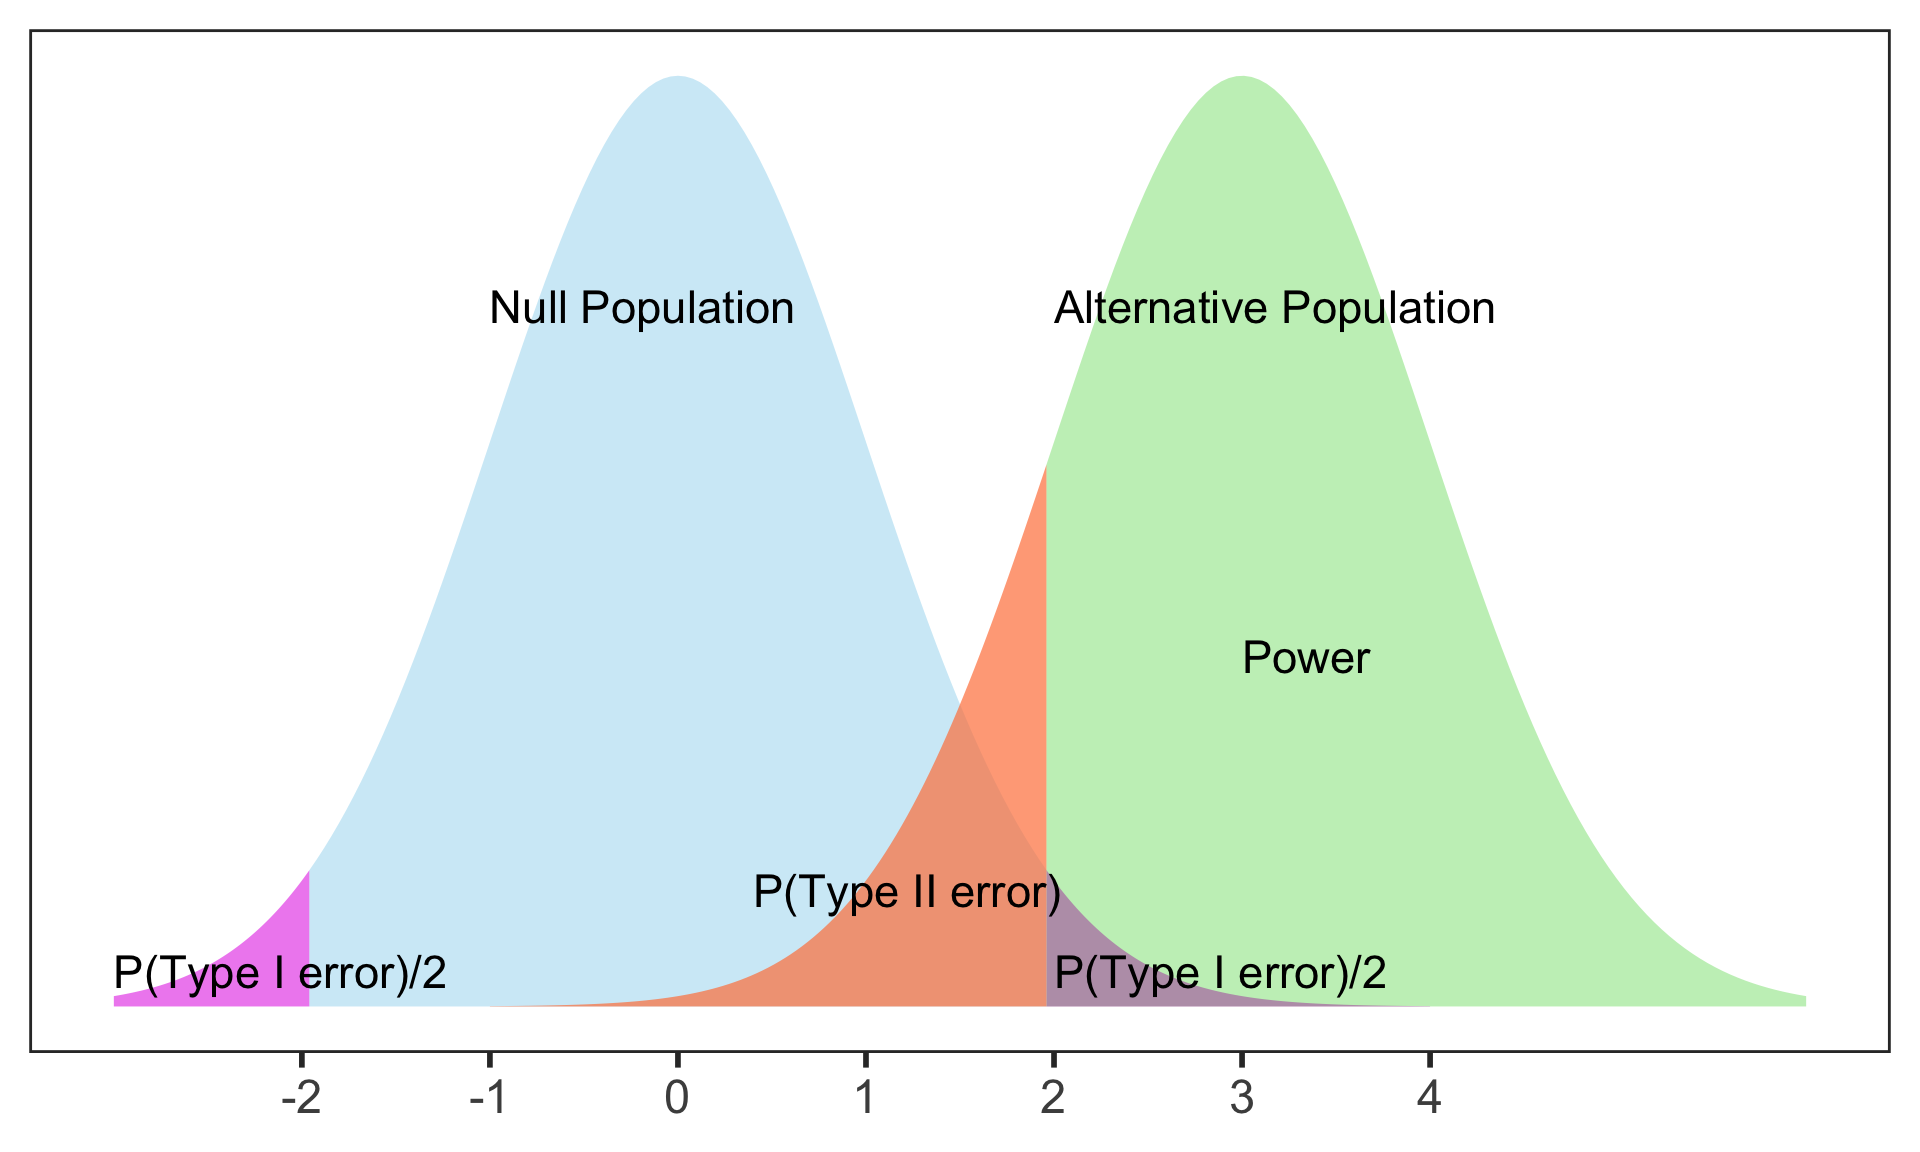 Null Population
Alternative Population
Power
P(Type II error)
P(Type I error)/2
P(Type I error)/2
-2
-1
0
1
2
3
4